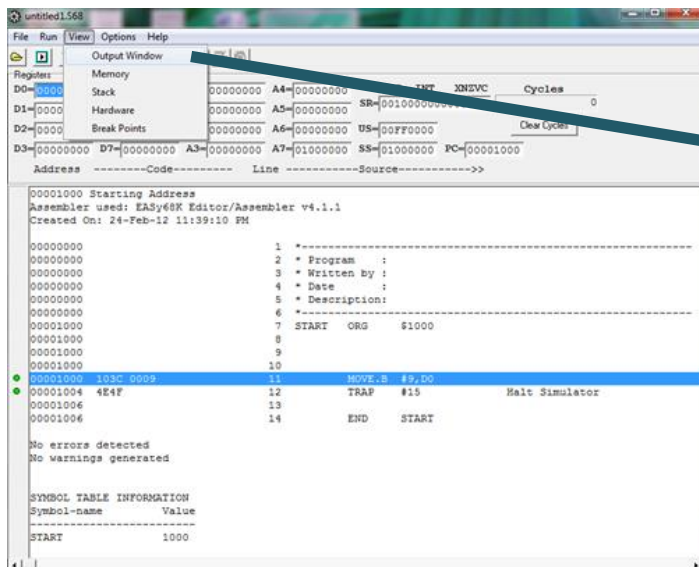 untitled1.S68
File Run View Options Help
Output Window
Memory
Stack
Hardware
Break Points
Registers
D0= 0000 00000000 A4= 00000000 INT XNZVC Cycles
D1= 0000 00000000 A5= 00000000 SR= 0010000000 0
D2= 0000 00000000 A6= 00000000 US= 00FF0000 Clear Cycles
D3= 00000000 D7= 00000000 A3= 00000000 A7= 01000000 SS= 01000000 PC= 00001000
Address --------Code--------- Line ------------Source------------>>
00001000 Starting Address
Assembler used: EASy68K Editor/Assembler v4.1.1
Created On: 24-Feb-12 11:39:10 PM
00000000 1 *-----------------------------------------------------------
00000000 2 * Program :
00000000 3 * Written by :
00000000 4 * Date :
00000000 5 * Description:
00000000 6 *-----------------------------------------------------------
00001000 7 START ORG $1000
00001000 8
00001000 9
00001000 10
00001000 103C 0009 11 MOVE.B #9,D0
00001004 4E4F 12 TRAP #15 Halt Simulator
00001006 13
00001006 14 END START
No errors detected
No warnings generated
SYMBOL TABLE INFORMATION
Symbol-name Value
-------------------------
START 1000